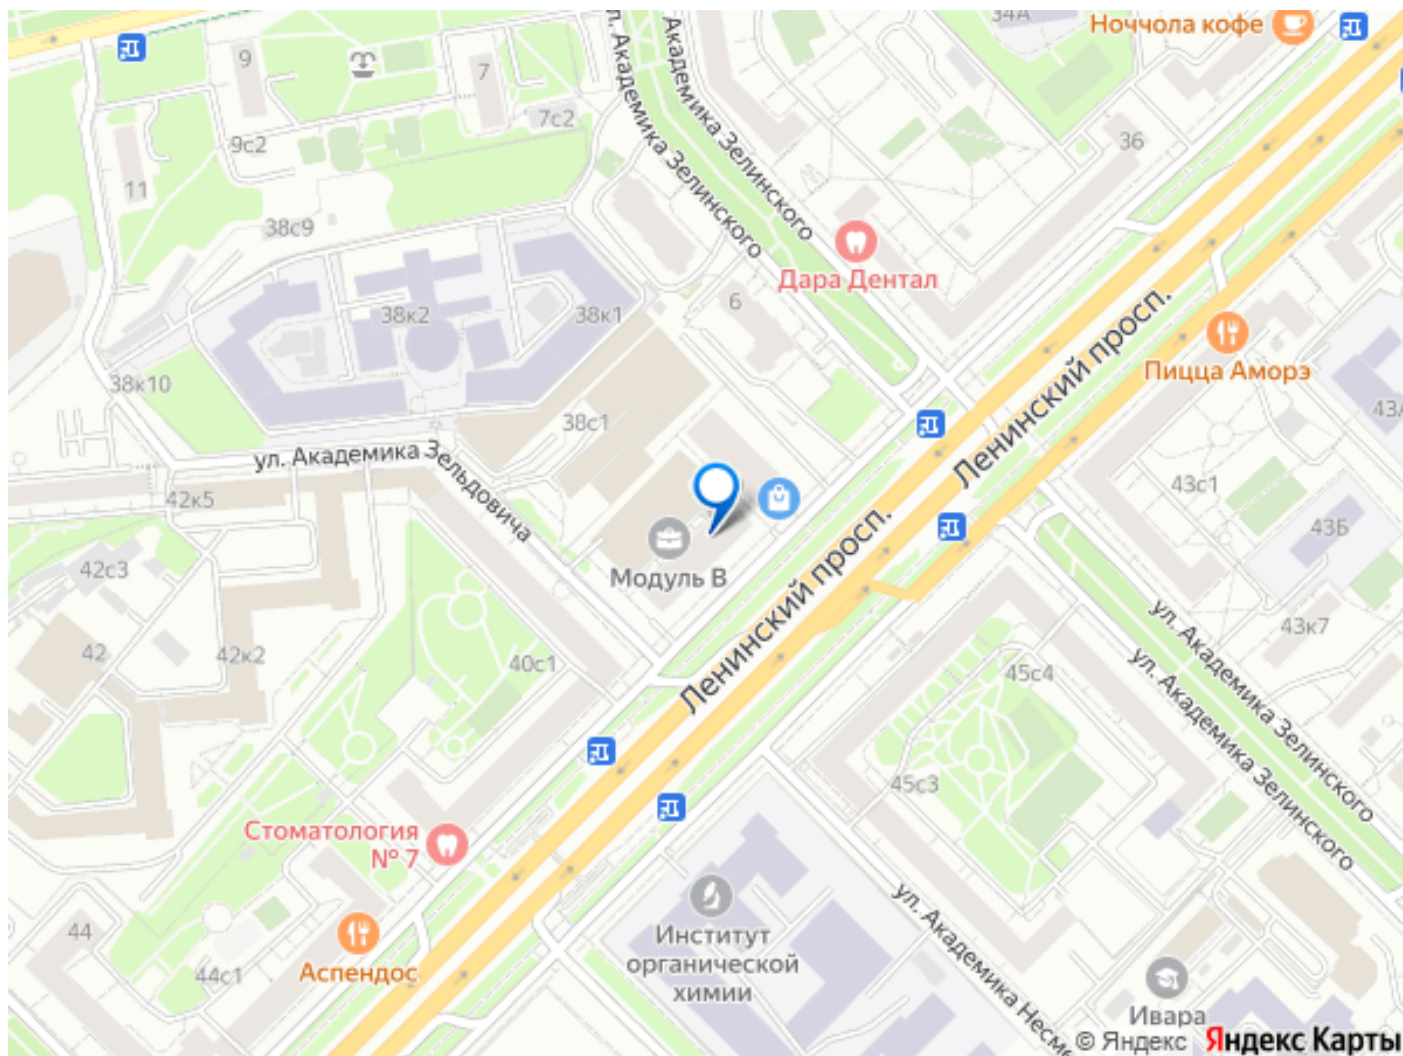 34А
Ноччола кофе
9
7
7с2
9с2
11
36
ул. Академика Зелинского
Академика Зелинского
38с9
Дара Дентал
6
38к2
38к1
Ленинский просп.
Пицца Аморэ
38к10
38с1
43А
ул. Академика Зельдовича
42к5
43с1
43Б
Модуль В
42с3
Ленинский просп.
42
42к2
40с1
45с4
43к7
ул. Академика Зелинского
ул. Академика Зелинского
45с3
Стоматология
№ 7
44
Аспендос
44с1
Институт
органической
химии
ул. Академика Несме
Ивара
© Яндекс Яндекс Карты